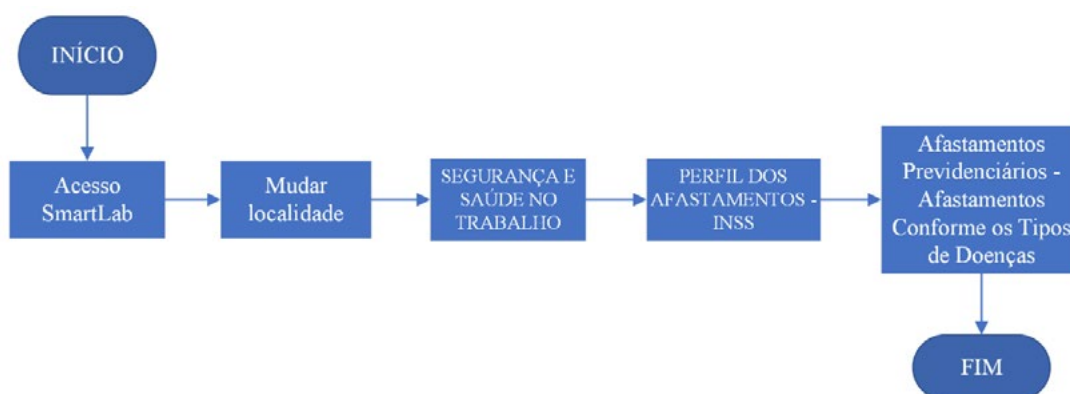 INÍCIO
Acesso
SmartLab
Mudar
localidade
SEGURANÇA E
SAÚDE NO
TRABALHO
PERFIL DOS
AFASTAMENTOS -
INSS
Afastamentos
Previdenciários -
Afastamentos
Conforme os Tipos
de Doenças
FIM